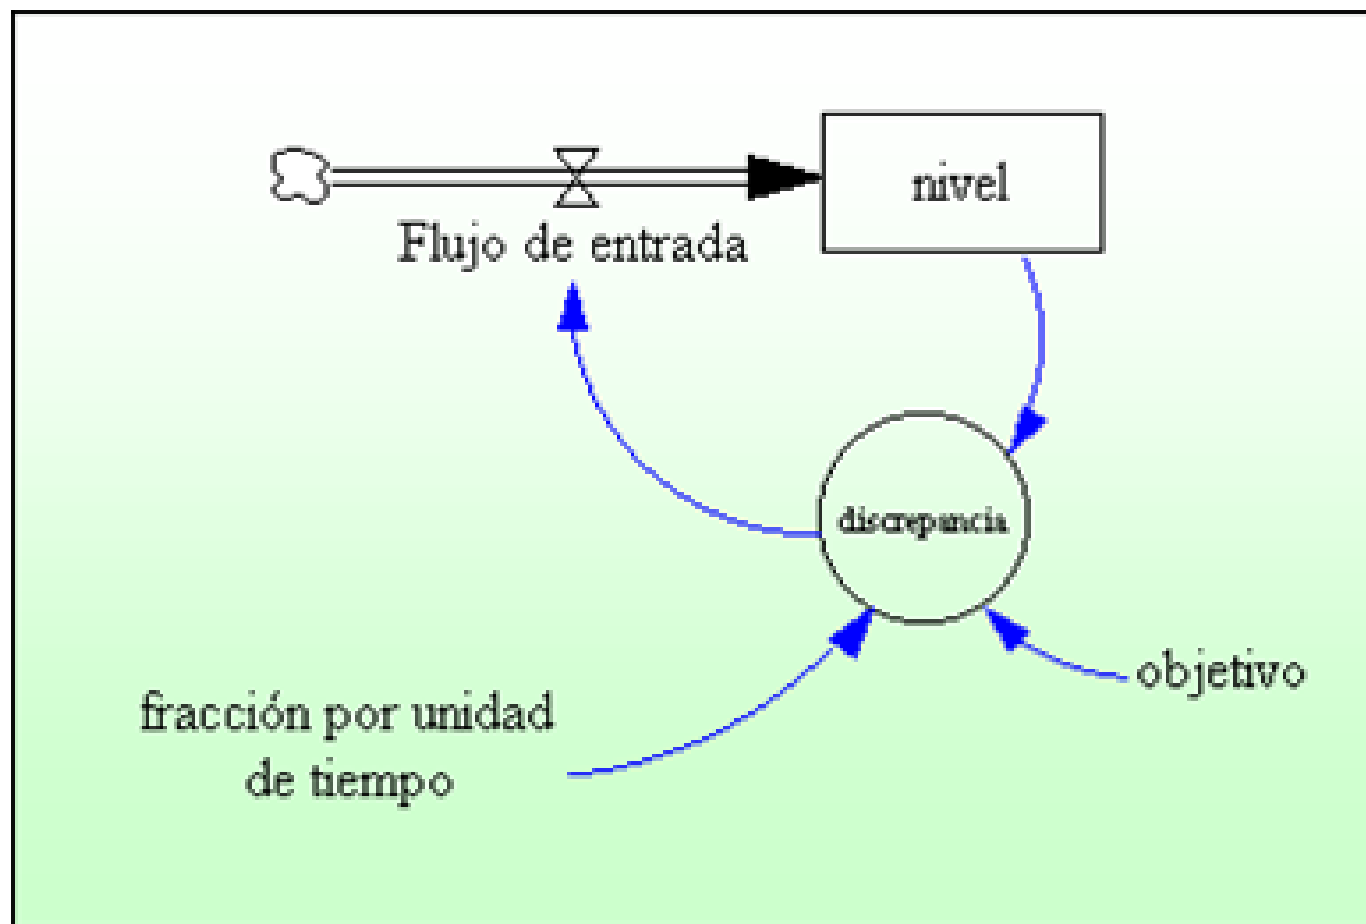 nivel
Flujo de entrada
discrepancia
objetivo
fracción por unidad
de tiempo